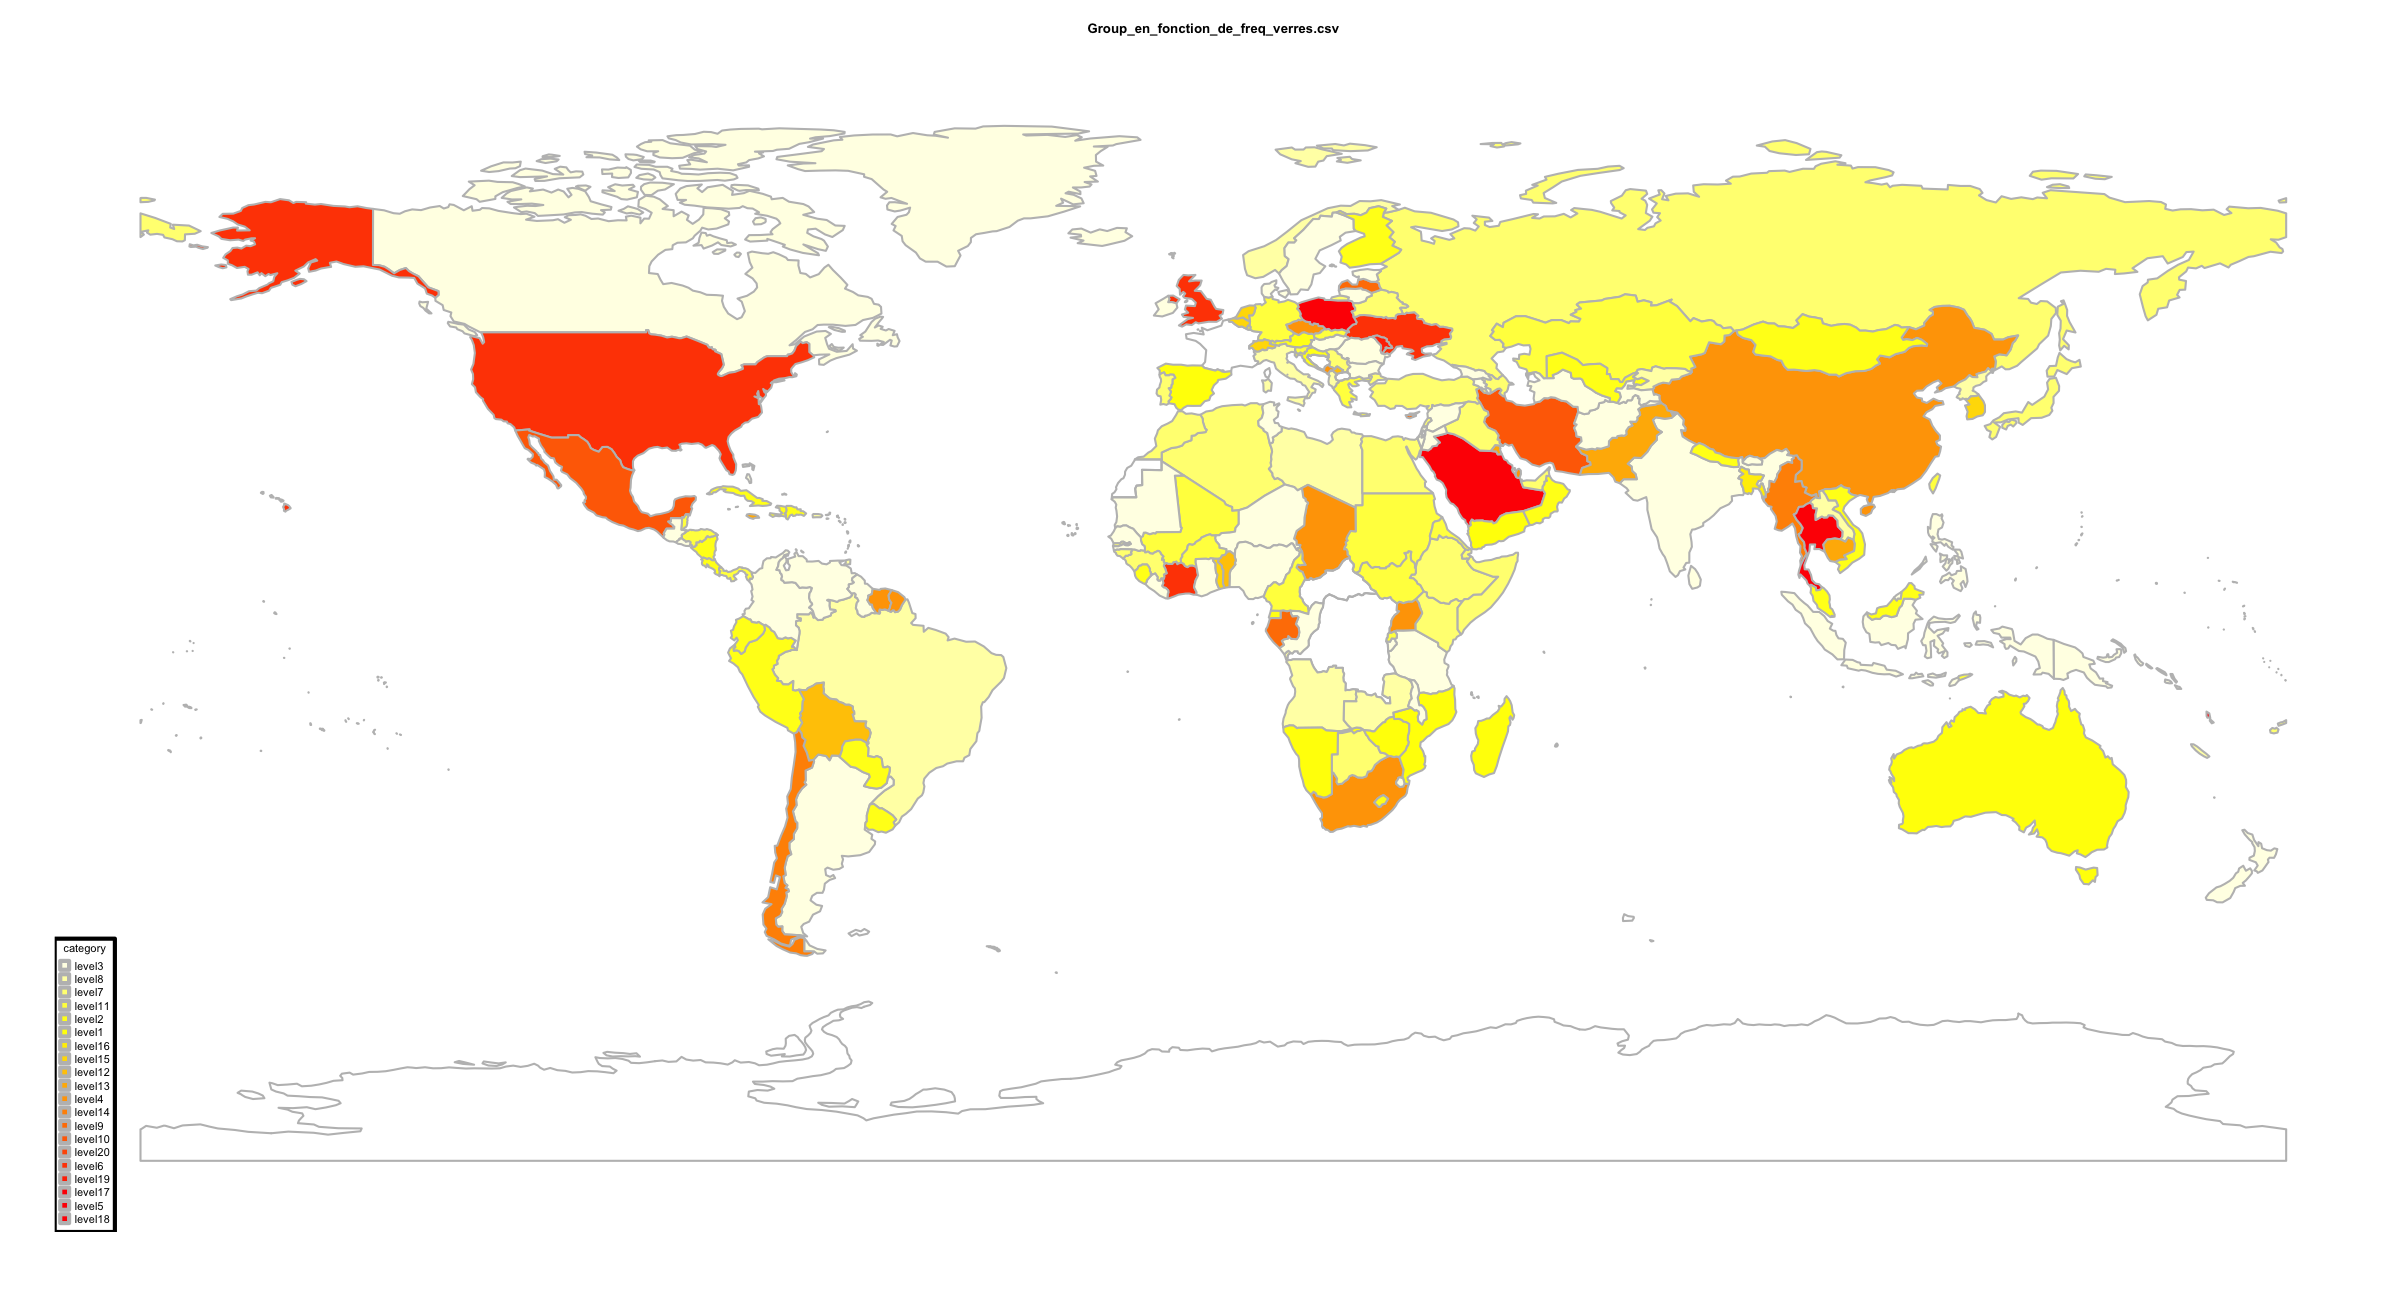 Group_en_fonction_de_freq_verres.csv
category
level3
level8
level7
level11
level2
level1
level16
level15
level12
level13
level4
level14
level9
level10
level20
level6
level19
level17
level5
level18